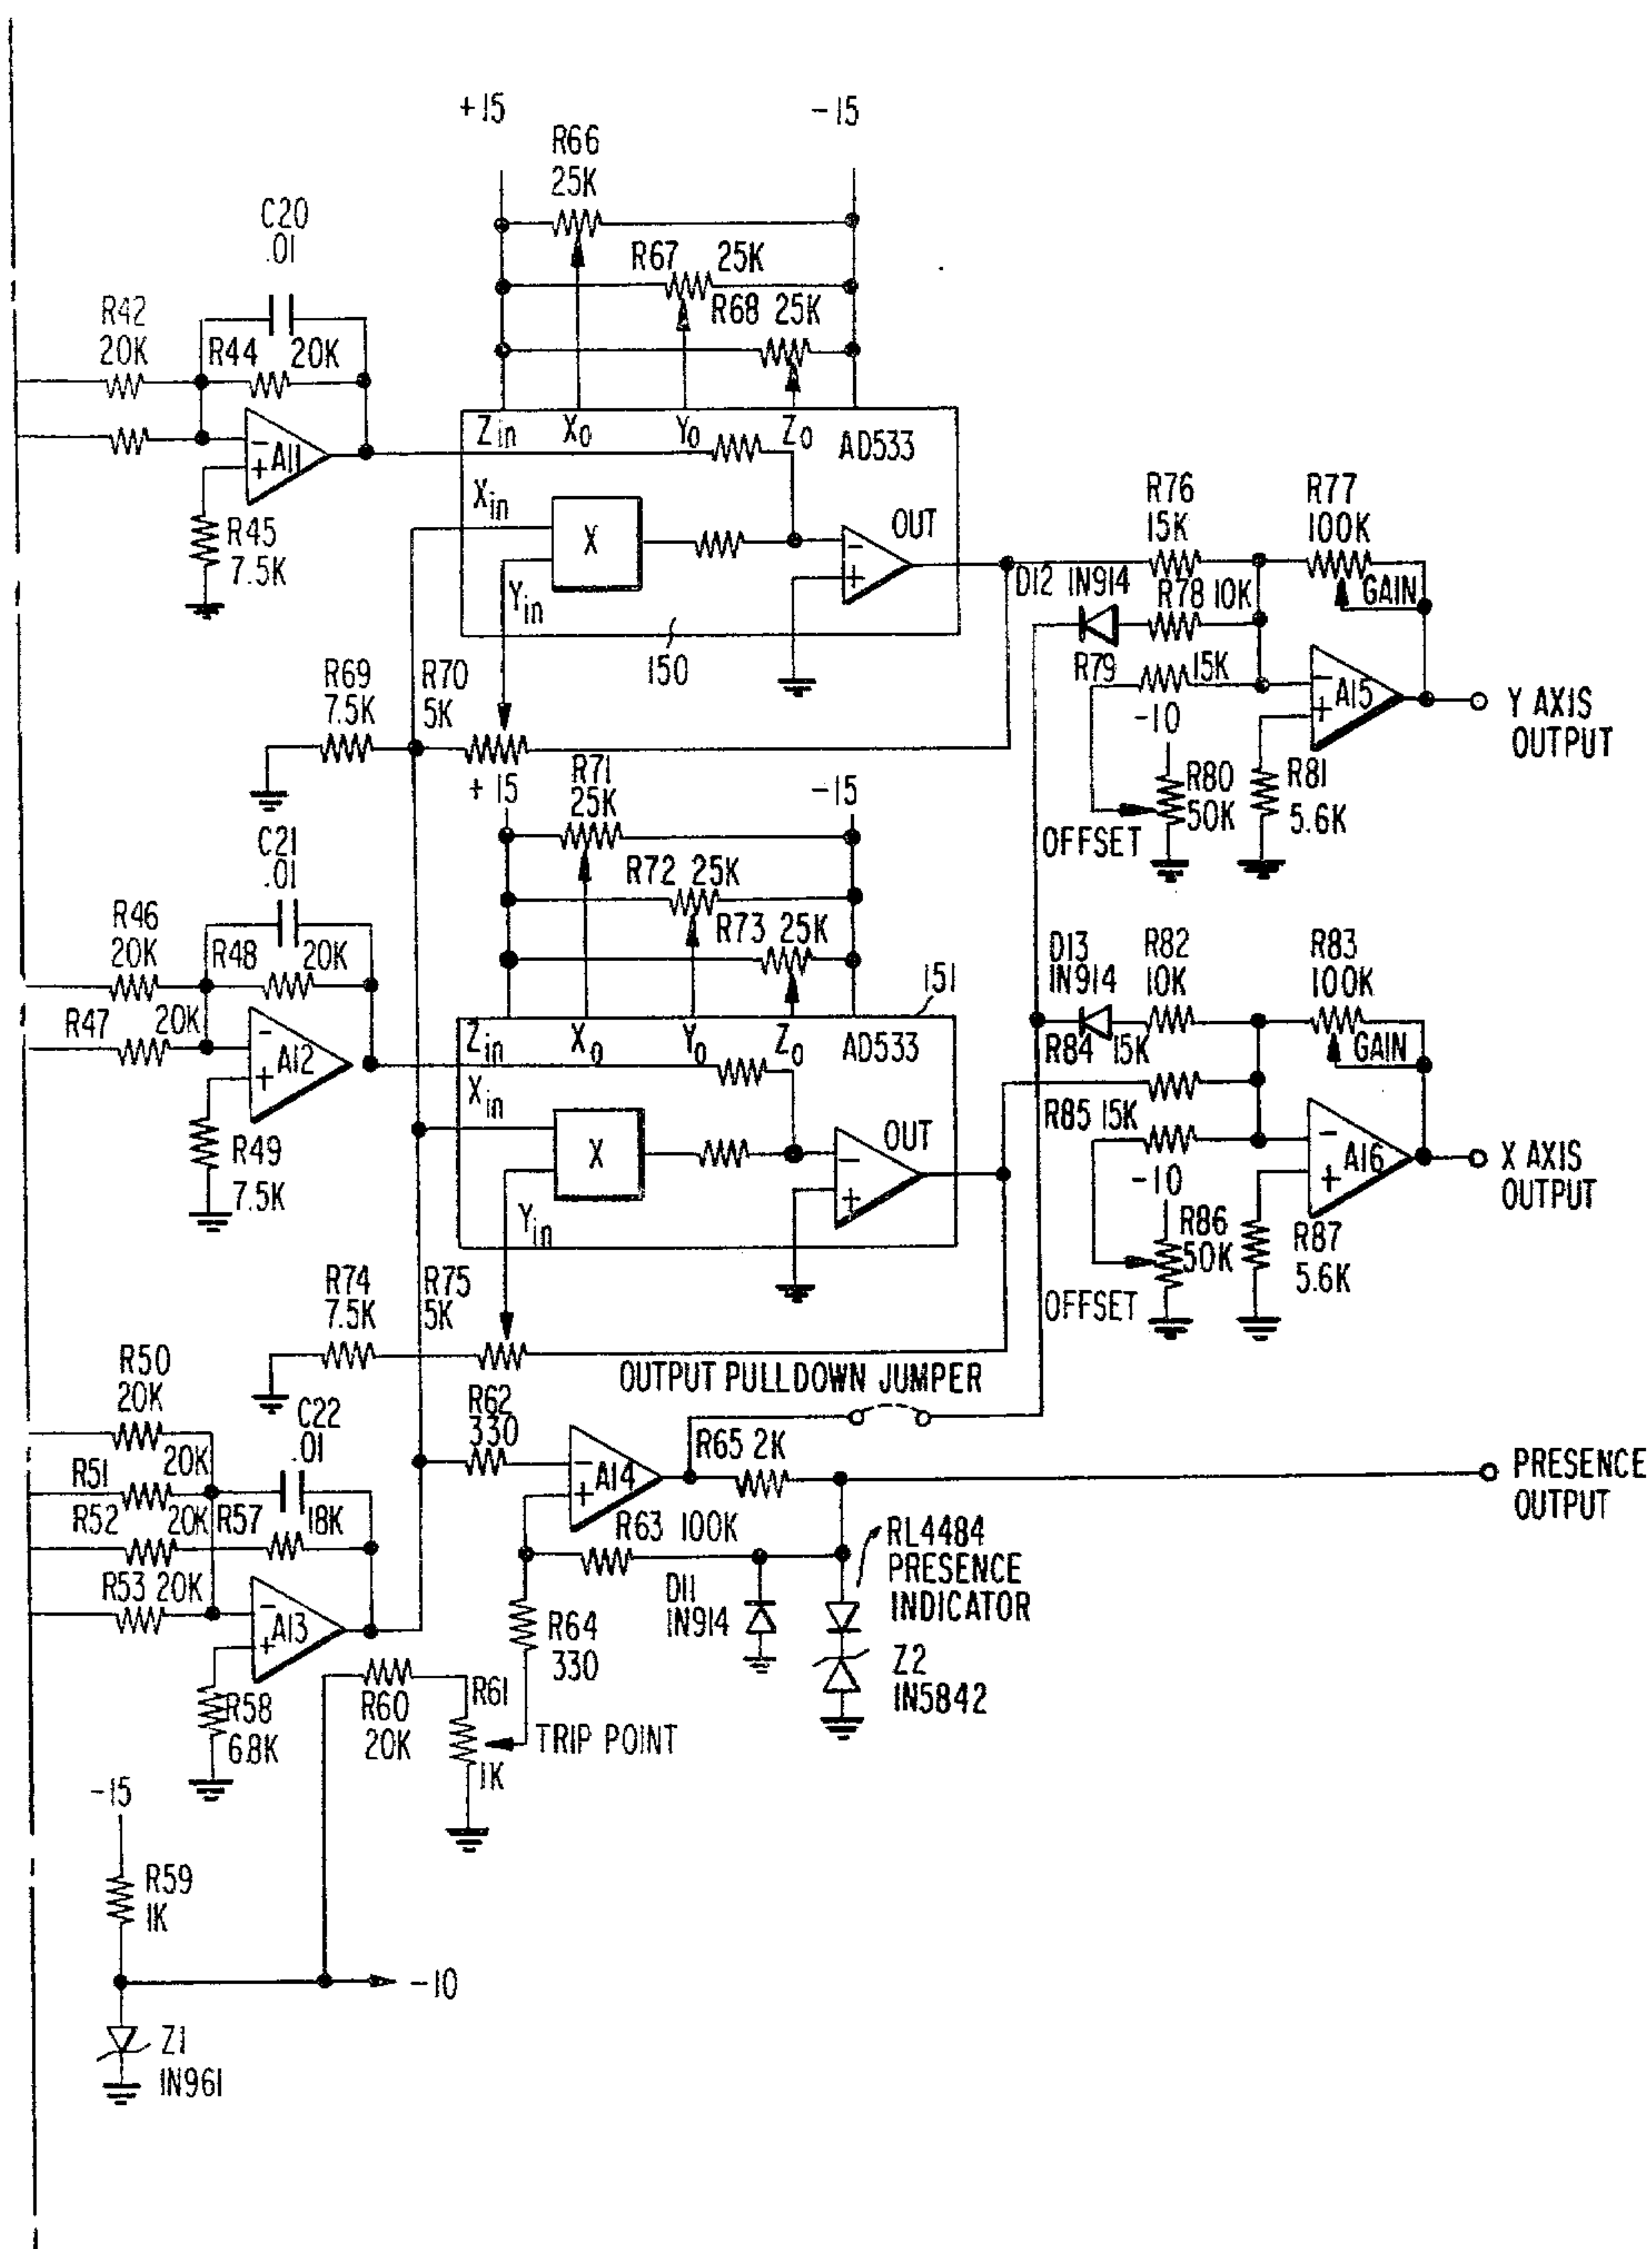 +15
-15
R66
25K
C20
.01
R67 25K
R68 25K
R42
20K
R44 20K
Zin Xo Yo Zo AD533
A11
- +
Xin
X
OUT
- +
R45
7.5K
Yin
150
R76
15K
R77
100K
D12 IN914
R78 10K
GAIN
R79 15K
R69
7.5K
R70
5K
-10
A15
- +
Y AXIS
OUTPUT
R80
50K
R81
5.6K
OFFSET
+15
R71
25K
-15
C21
.01
R72 25K
R73 25K
R46
20K
R48 20K
R47 20K
151
D13
IN914
R82
10K
R83
100K
Zin Xo Yo Zo AD533
A12
- +
Xin
X
OUT
- +
R84 15K
GAIN
R85 15K
R49
7.5K
Yin
-10
A16
- +
X AXIS
OUTPUT
R86
50K
R87
5.6K
OFFSET
R74
7.5K
R75
5K
R50
20K
OUTPUT PULLDOWN JUMPER
C22
.01
R62
330
R51 20K
A14
- +
R65 2K
PRESENCE
OUTPUT
R52 20K
R57 18K
R63 100K
RL4484
PRESENCE
INDICATOR
R53 20K
A13
- +
D11
IN914
R64
330
Z2
IN5842
R58
6.8K
R60
20K
R61
1K
TRIP POINT
-15
R59
1K
-10
Z1
IN961